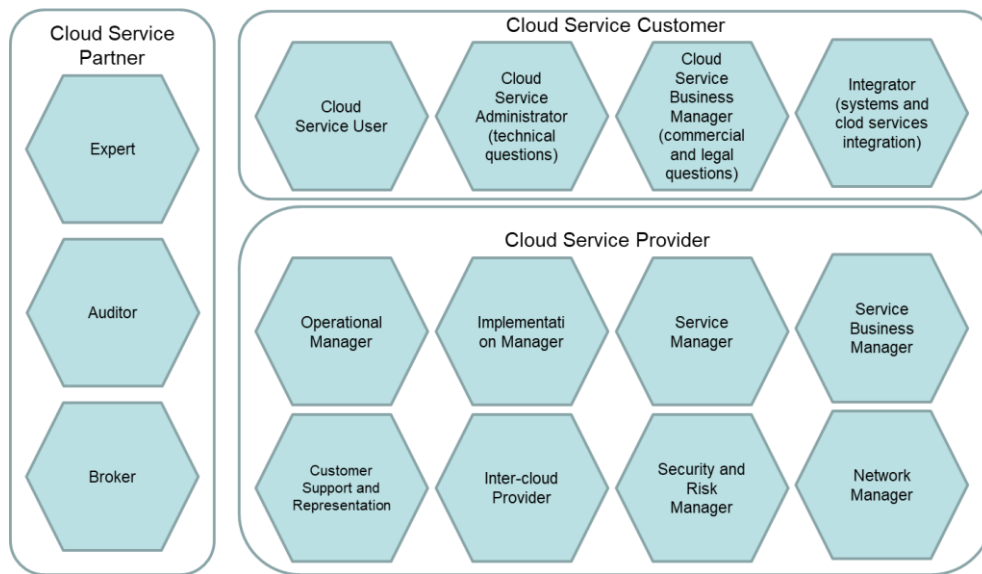 Cloud Service
Partner
Expert
Auditor
Broker
Cloud Service Customer
Cloud
Service User
Cloud
Service
Administrator
(technical
questions)
Cloud
Service
Business
Manager
(commercial
and legal
questions)
Integrator
(systems and
clod services
integration)
Cloud Service Provider
Operational
Manager
Implementati
on Manager
Service
Manager
Service
Business
Manager
Customer
Support and
Representation
Inter-cloud
Provider
Security and
Risk
Manager
Network
Manager